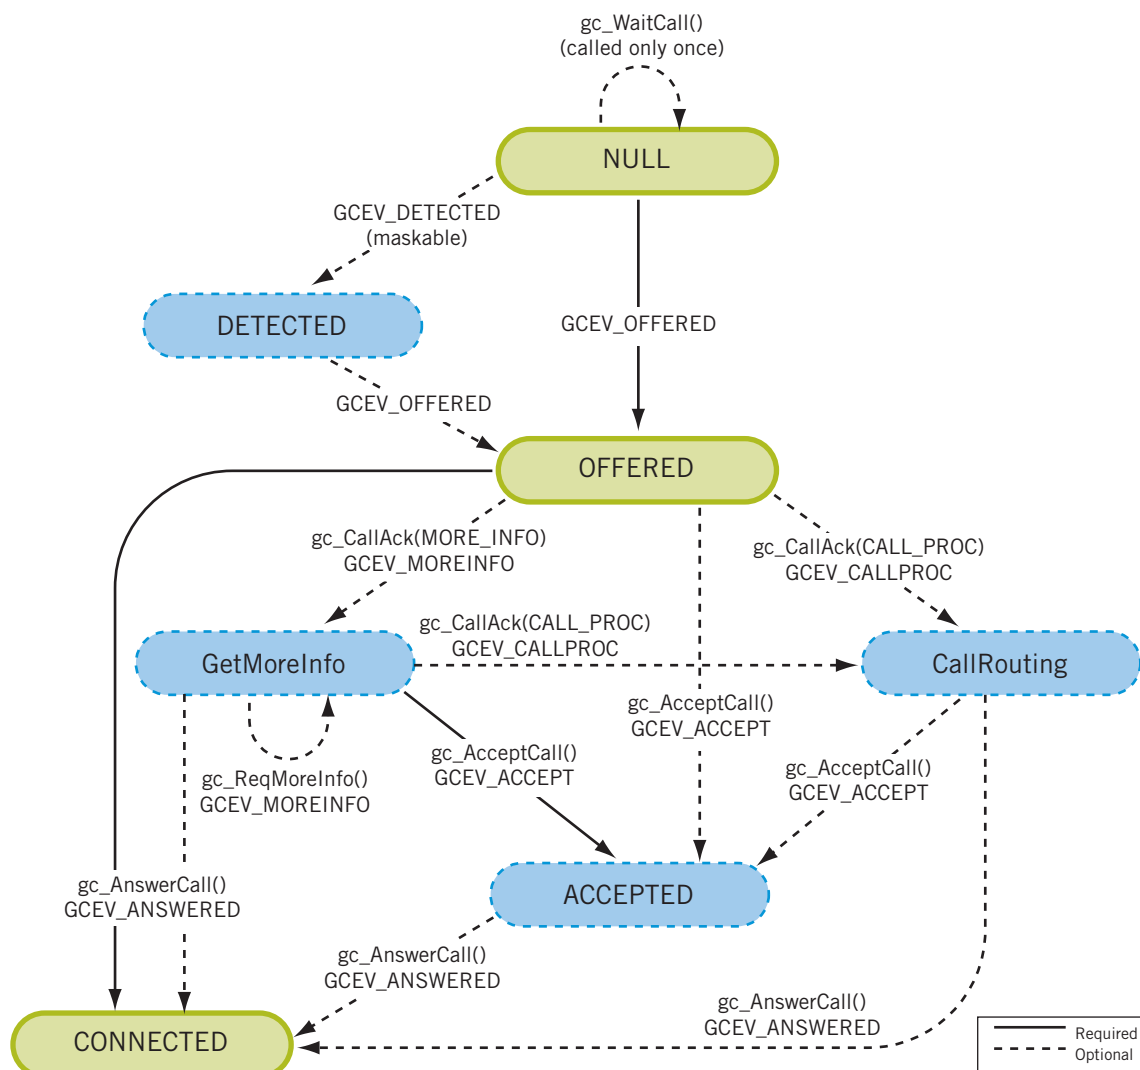 gc_WaitCall()
(called only once)
NULL
GCEV_DETECTED
(maskable)
DETECTED
GCEV_OFFERED
GCEV_OFFERED
OFFERED
gc_CallAck(MORE_INFO)
GCEV_MOREINFO
gc_CallAck(CALL_PROC)
GCEV_CALLPROC
GetMoreInfo
gc_CallAck(CALL_PROC)
GCEV_CALLPROC
CallRouting
gc_ReqMoreInfo()
GCEV_MOREINFO
gc_AcceptCall()
GCEV_ACCEPT
gc_AcceptCall()
GCEV_ACCEPT
gc_AcceptCall()
GCEV_ACCEPT
ACCEPTED
gc_AnswerCall()
GCEV_ANSWERED
gc_AnswerCall()
GCEV_ANSWERED
gc_AnswerCall()
GCEV_ANSWERED
CONNECTED
Required
Optional